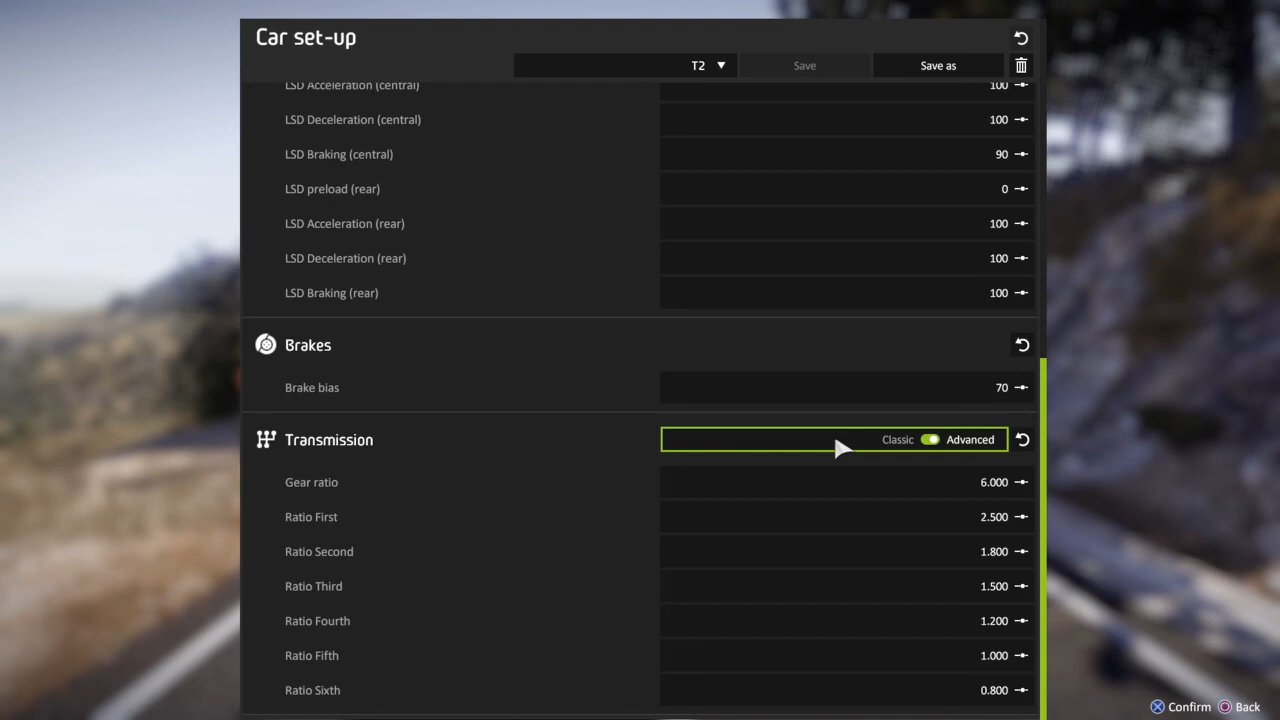 Car set-up
T2 ▼ Save Save as
LSD Acceleration (central) 100
LSD Deceleration (central) 100
LSD Braking (central) 90
LSD preload (rear) 0
LSD Acceleration (rear) 100
LSD Deceleration (rear) 100
LSD Braking (rear) 100
Brakes
Brake bias 70
Transmission Classic Advanced
Gear ratio 6.000
Ratio First 2.500
Ratio Second 1.800
Ratio Third 1.500
Ratio Fourth 1.200
Ratio Fifth 1.000
Ratio Sixth 0.800
Confirm Back